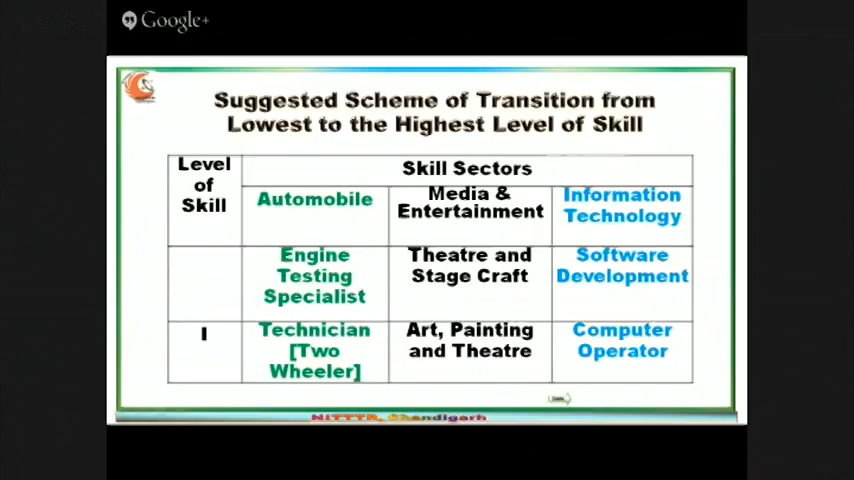 Google+
Suggested Scheme of Transition from
Lowest to the Highest Level of Skill
Level
of
Skill
Skill Sectors
Automobile
Media &
Entertainment
Information
Technology
Engine
Testing
Specialist
Theatre and
Stage Craft
Software
Development
I
Technician
[Two
Wheeler]
Art, Painting
and Theatre
Computer
Operator
NITTTR, Chandigarh